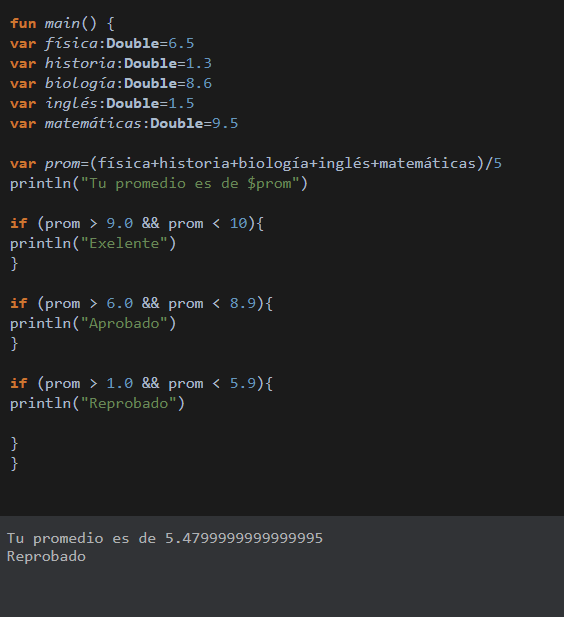 fun main() {
var física:Double=6.5
var historia:Double=1.3
var biología:Double=8.6
var inglés:Double=1.5
var matemáticas:Double=9.5
var prom=(física+historia+biología+inglés+matemáticas)/5
println("Tu promedio es de $prom")
if (prom > 9.0 && prom < 10){
println("Exelente")
}
if (prom > 6.0 && prom < 8.9){
println("Aprobado")
}
if (prom > 1.0 && prom < 5.9){
println("Reprobado")
}
}
Tu promedio es de 5.4799999999999995
Reprobado